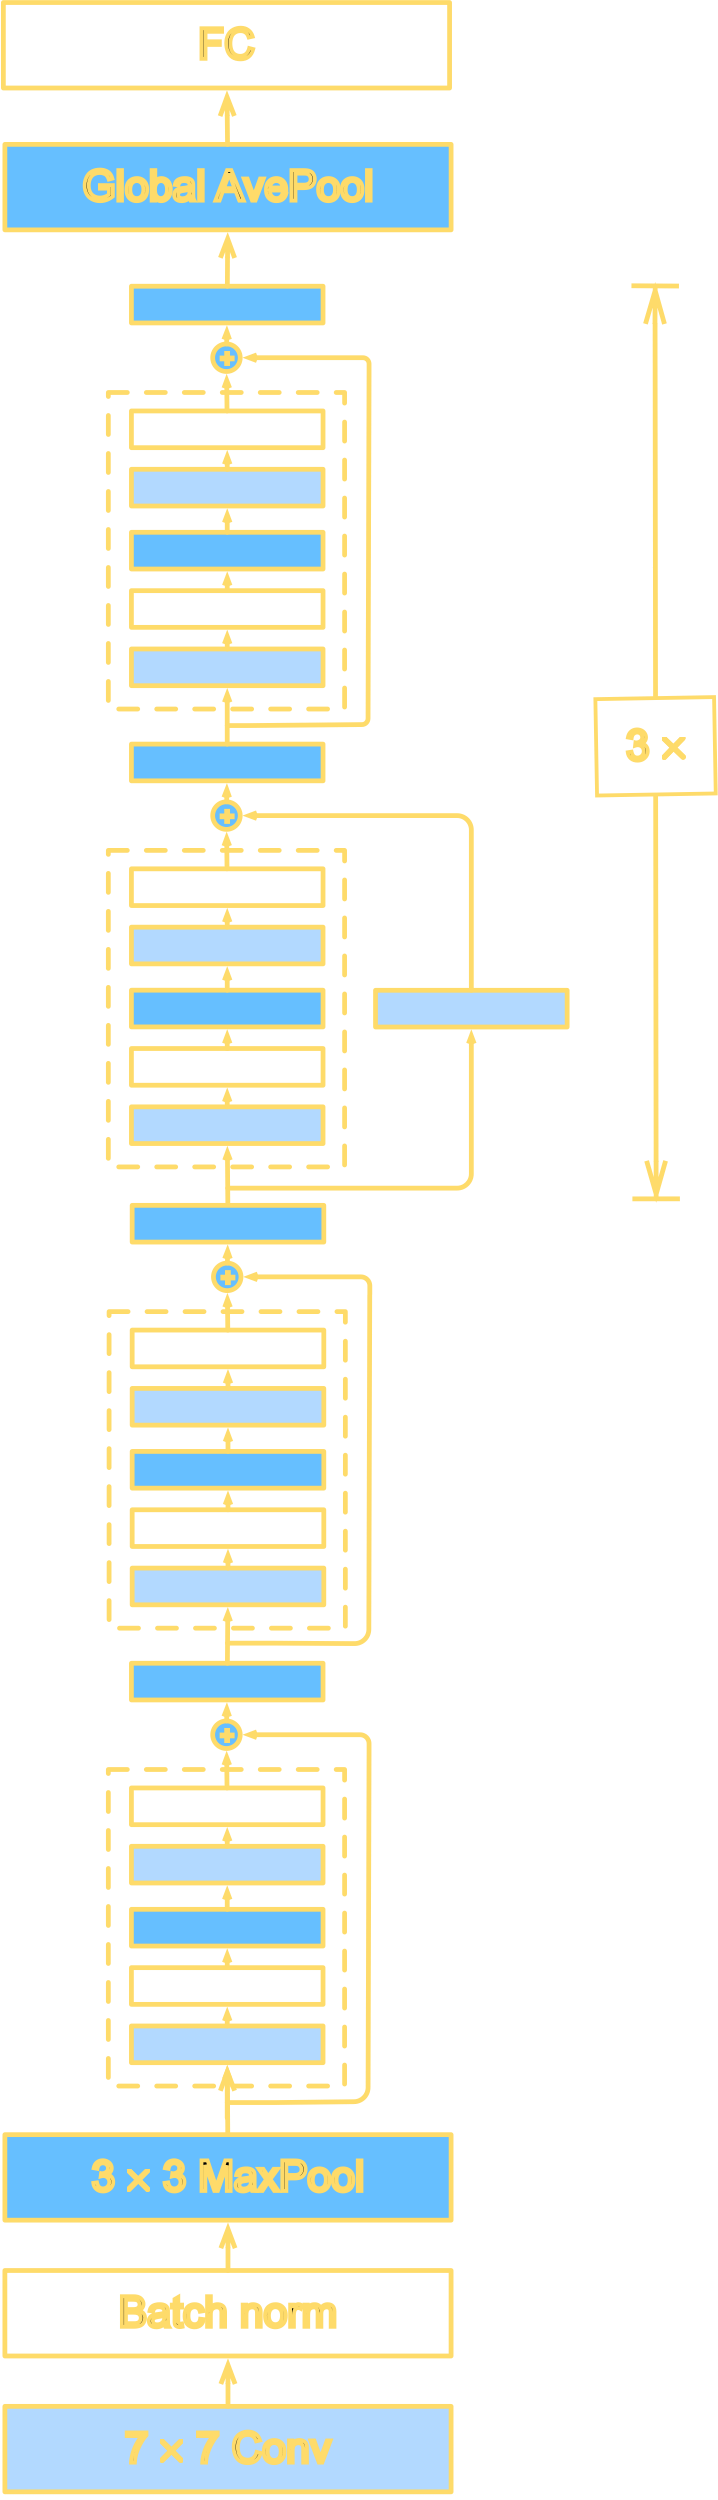 FC
Global AvePool
+
3 ×
+
+
+
3 × 3 MaxPool
Batch norm
7 × 7 Conv